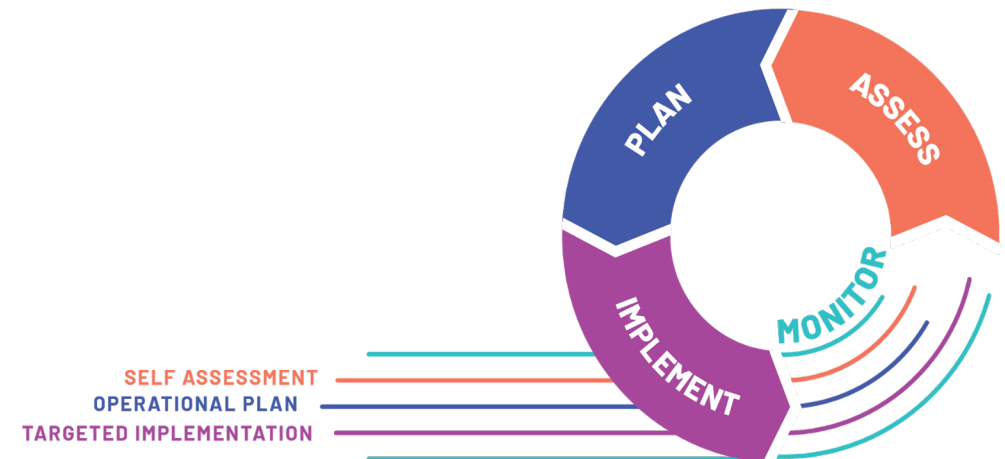 PLAN
ASSESS
MONITOR
IMPLEMENT
SELF ASSESSMENT
OPERATIONAL PLAN
TARGETED IMPLEMENTATION